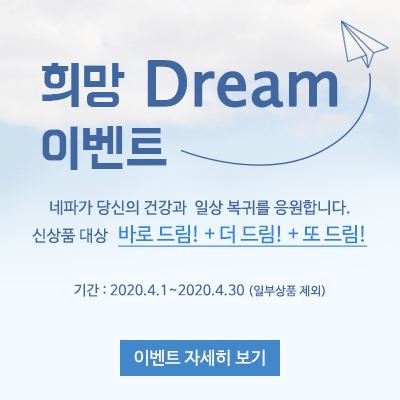 희망 Dream
이벤트
네파가 당신의 건강과 일상 복귀를 응원합니다.
신상품 대상 바로 드림! + 더 드림! + 또 드림!
기간 : 2020.4.1~2020.4.30 (일부상품 제외)
이벤트 자세히 보기